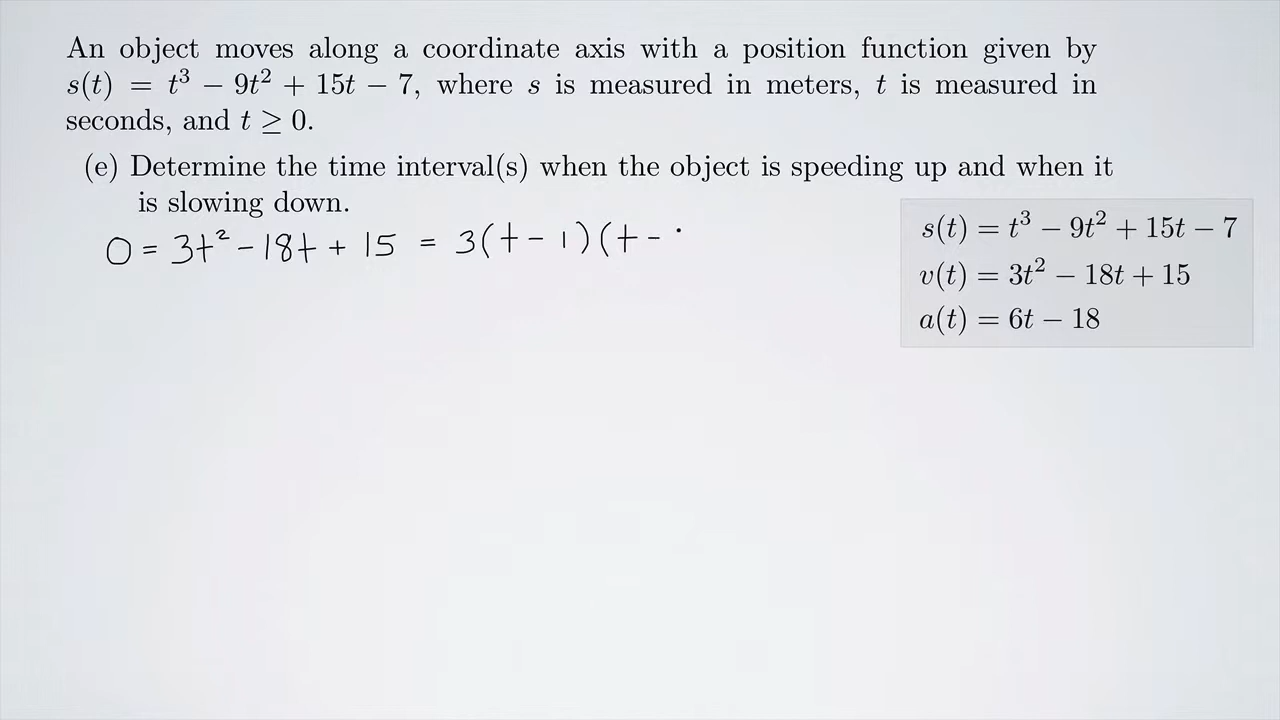 An object moves along a coordinate axis with a position function given by
s(t) = t³ − 9t² + 15t − 7, where s is measured in meters, t is measured in
seconds, and t ≥ 0.
(e) Determine the time interval(s) when the object is speeding up and when it
is slowing down.
0 = 3t² − 18t + 15 = 3(t − 1)(t −
s(t) = t³ − 9t² + 15t − 7
v(t) = 3t² − 18t + 15
a(t) = 6t − 18